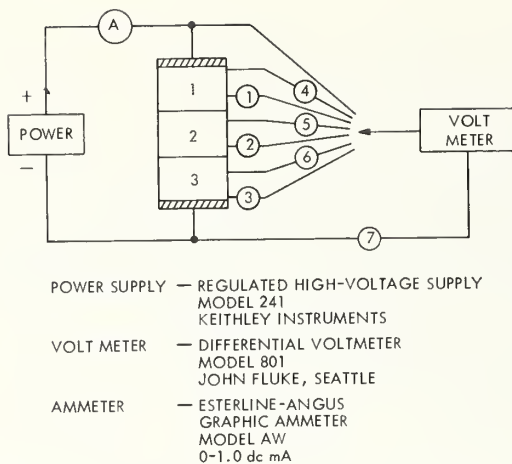 A
+
POWER
−
1
2
3
4
1
5
2
6
3
VOLT
METER
7
POWER SUPPLY — REGULATED HIGH-VOLTAGE SUPPLY
MODEL 241
KEITHLEY INSTRUMENTS
VOLT METER — DIFFERENTIAL VOLTMETER
MODEL 801
JOHN FLUKE, SEATTLE
AMMETER — ESTERLINE-ANGUS
GRAPHIC AMMETER
MODEL AW
0-1.0 dc mA